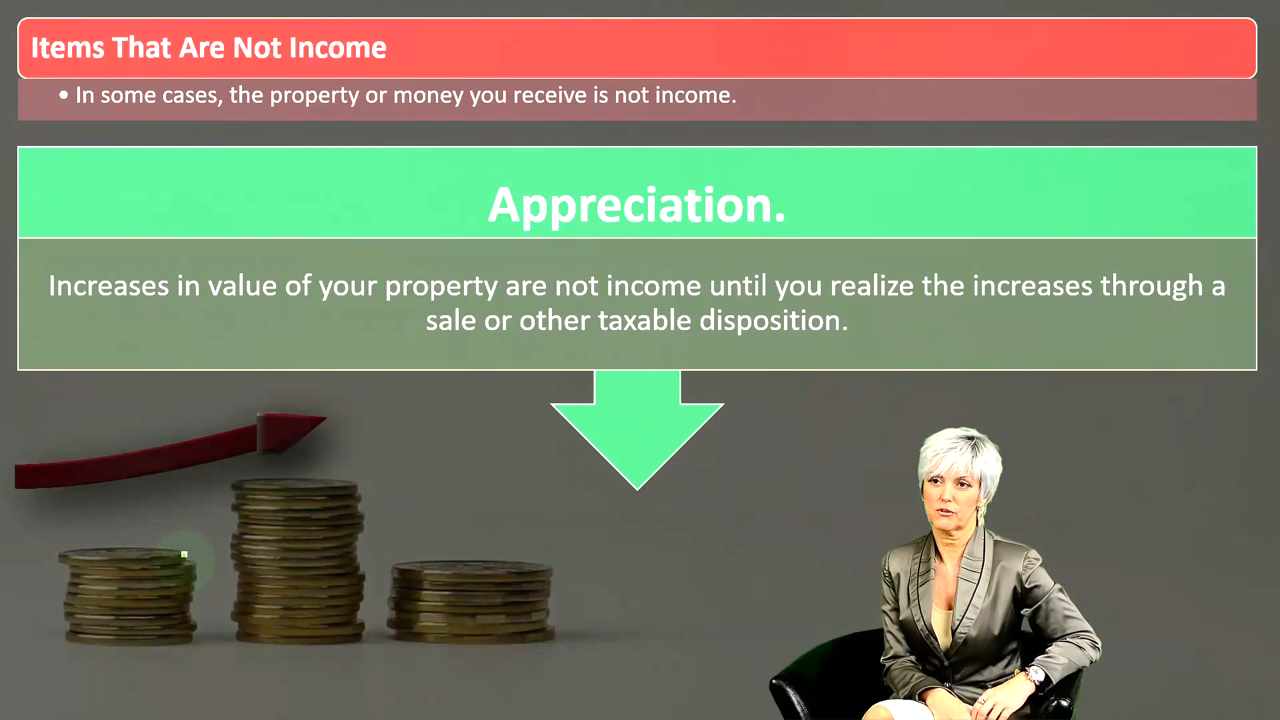 Items That Are Not Income
• In some cases, the property or money you receive is not income.
Appreciation.
Increases in value of your property are not income until you realize the increases through a
sale or other taxable disposition.